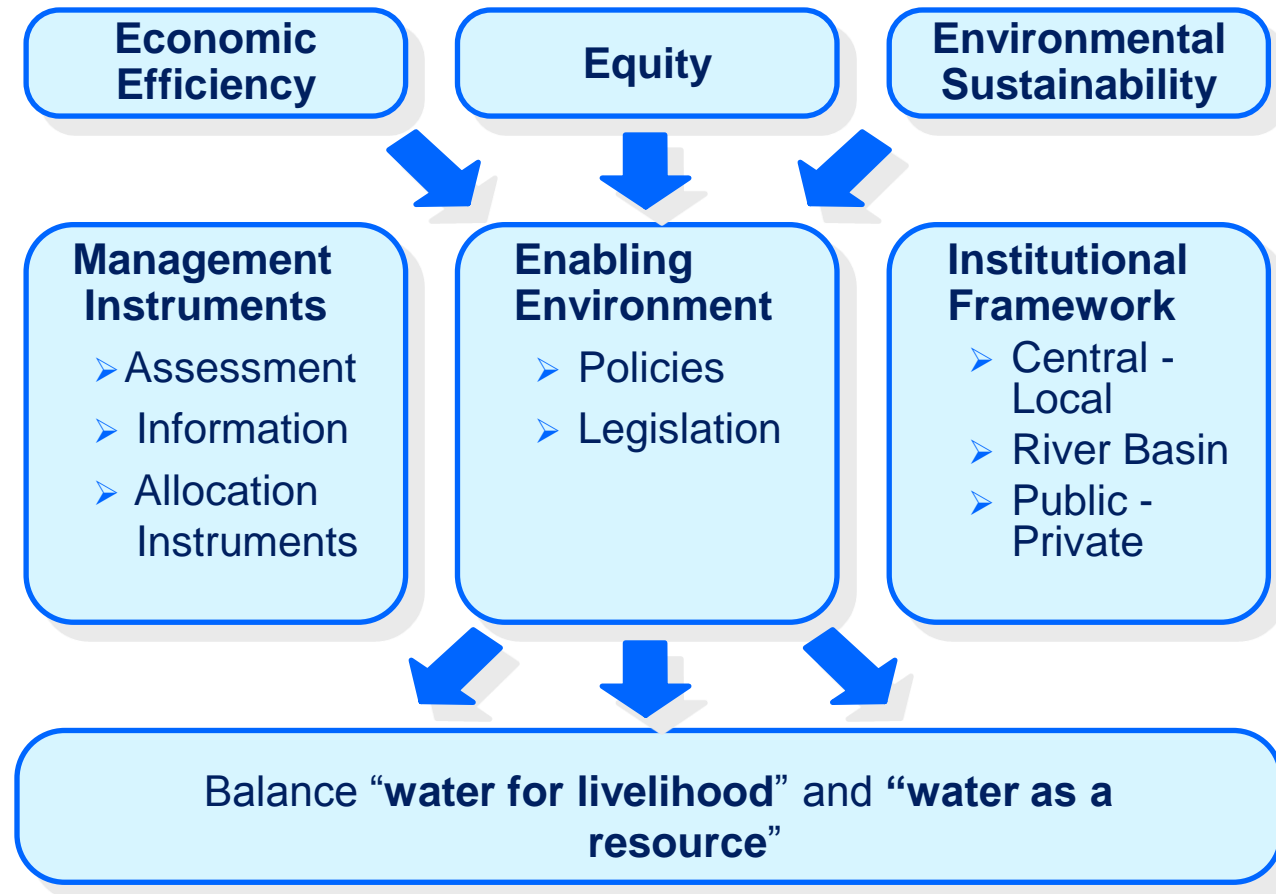 Economic
Efficiency
Equity
Environmental
Sustainability
Management
Instruments
Assessment
Information
Allocation
Instruments
Enabling
Environment
Policies
Legislation
Institutional
Framework
Central -
Local
River Basin
Public -
Private
Balance “water for livelihood” and “water as a
resource”